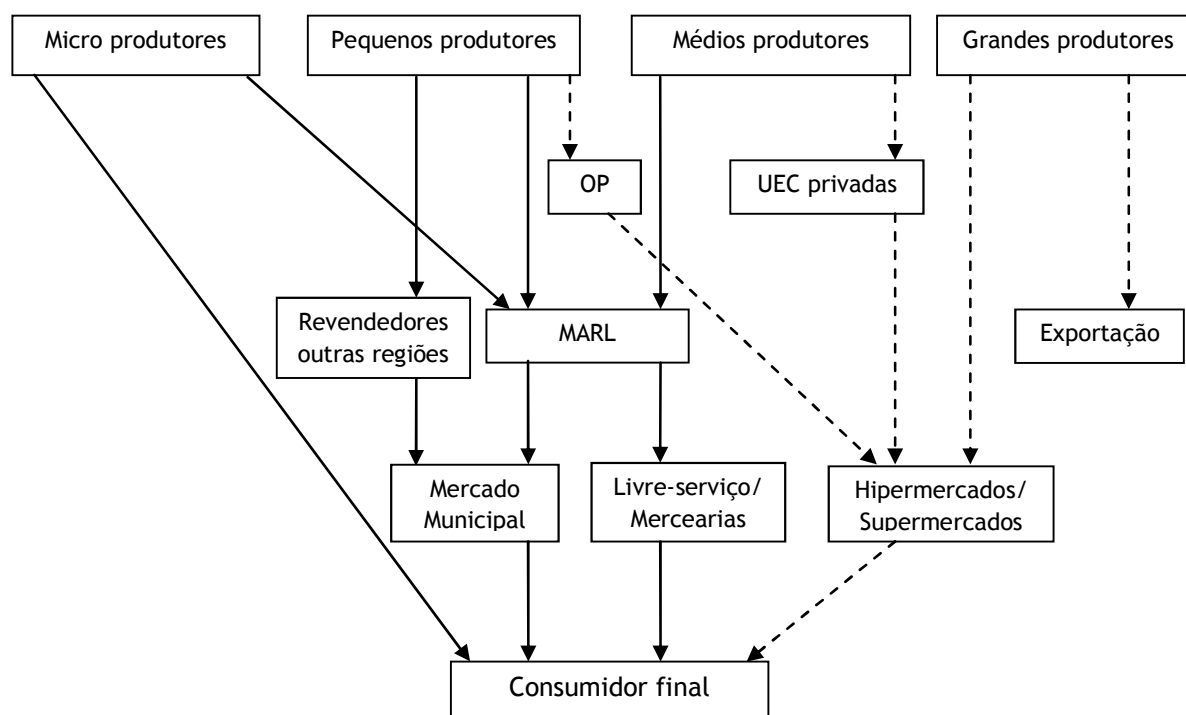 Micro produtores
Pequenos produtores
Médios produtores
Grandes produtores
OP
UEC privadas
Revendedores
outras regiões
MARL
Exportação
Mercado
Municipal
Livre-serviço/
Mercearias
Hipermercados/
Supermercados
Consumidor final